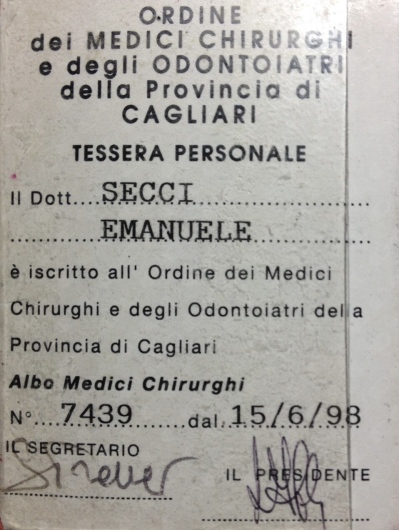 ORDINE
dei MEDICI CHIRURGHI
e degli ODONTOIATRI
della Provincia di
CAGLIARI
TESSERA PERSONALE
Il Dott....SECCI
EMANUELE
è iscritto all' Ordine dei Medici
Chirurghi e degli Odontoiatri della
Provincia di Cagliari
Albo Medici Chirurghi
N°....7439.....dal.15/6/98
IL SEGRETARIO
IL PRESIDENTE